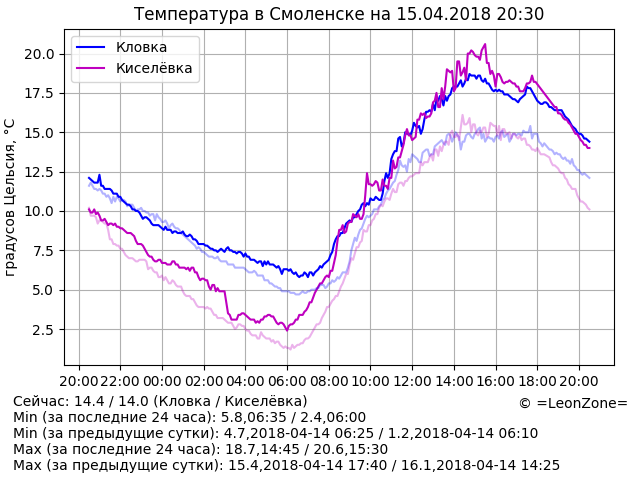 Температура в Смоленске на 15.04.2018 20:30
Кловка
Киселёвка
градусов Цельсия, °C
20.0
17.5
15.0
12.5
10.0
7.5
5.0
2.5
20:00 22:00 00:00 02:00 04:00 06:00 08:00 10:00 12:00 14:00 16:00 18:00 20:00
Сейчас: 14.4 / 14.0 (Кловка / Киселёвка)
© =LeonZone=
Min (за последние 24 часа): 5.8,06:35 / 2.4,06:00
Min (за предыдущие сутки): 4.7,2018-04-14 06:25 / 1.2,2018-04-14 06:10
Max (за последние 24 часа): 18.7,14:45 / 20.6,15:30
Max (за предыдущие сутки): 15.4,2018-04-14 17:40 / 16.1,2018-04-14 14:25